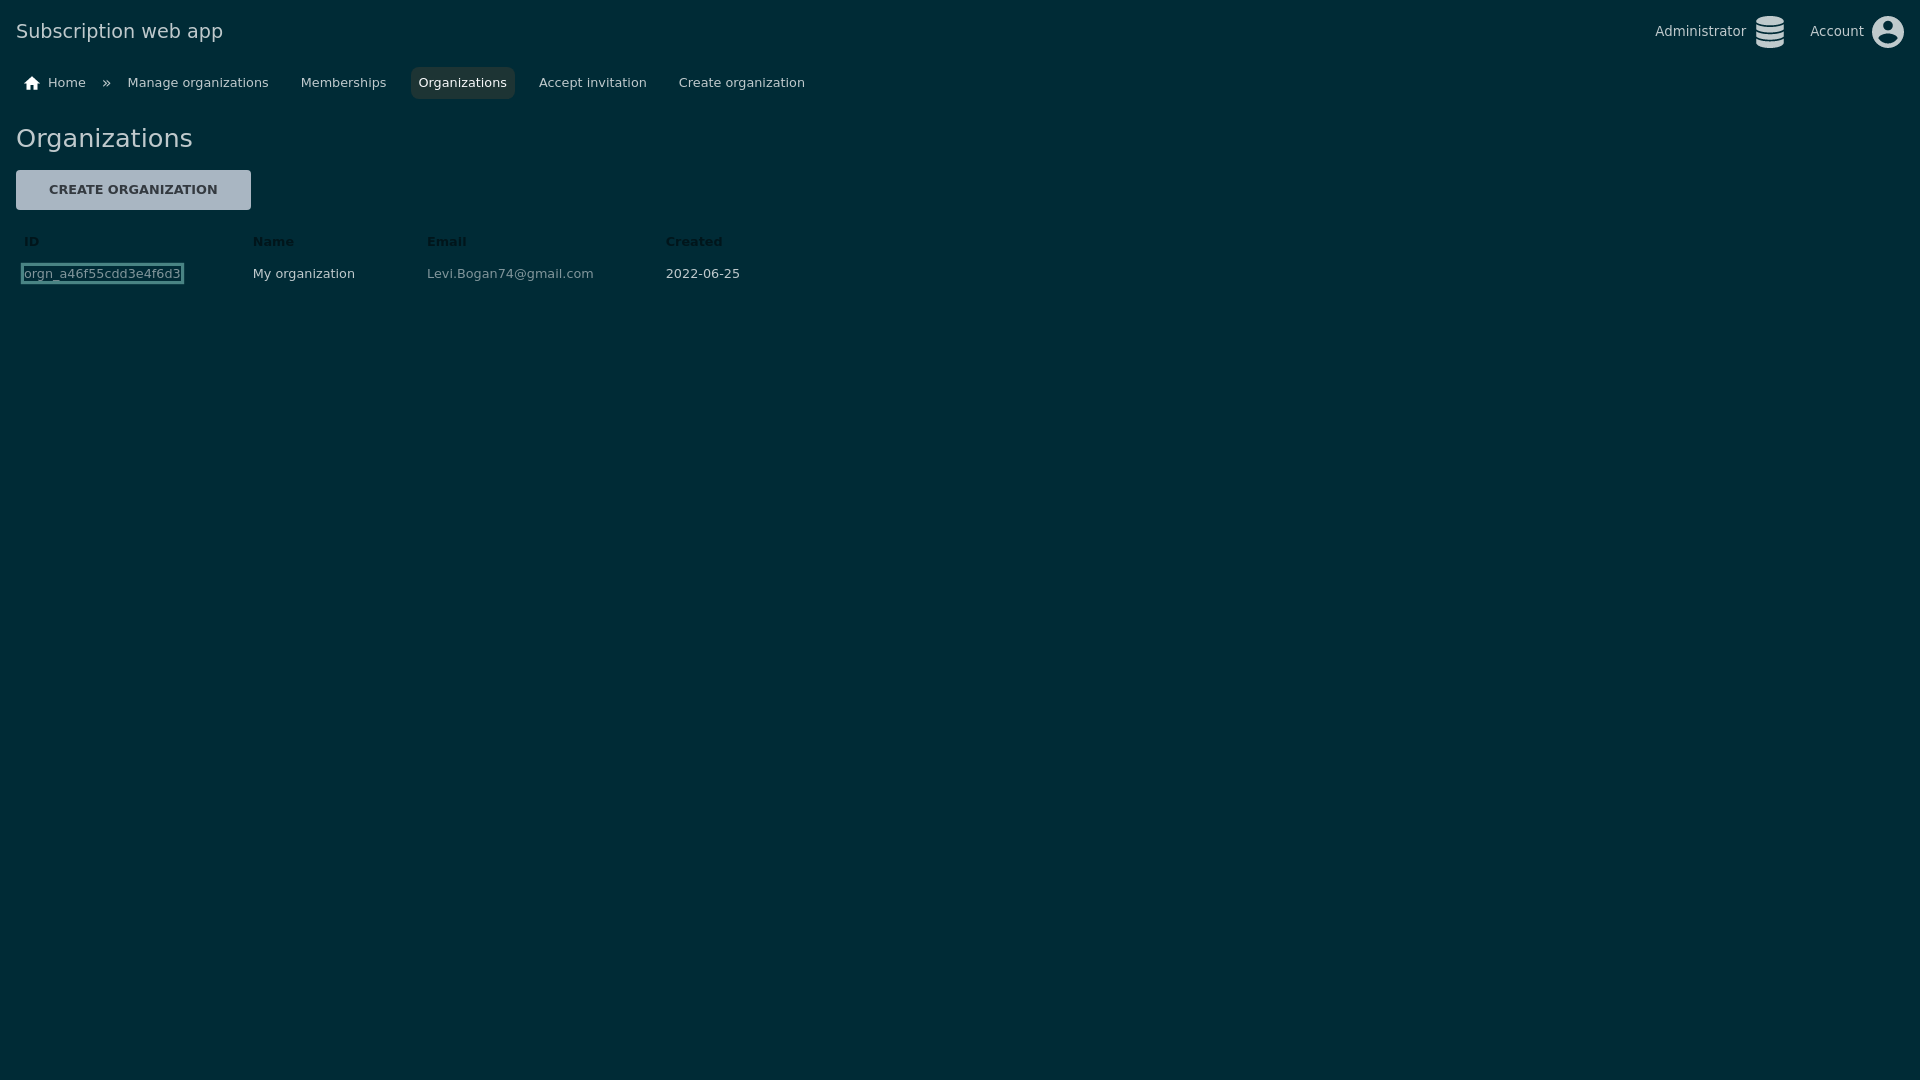 Subscription web app
Administrator Account
Home » Manage organizations Memberships Organizations Accept invitation Create organization
Organizations
CREATE ORGANIZATION
ID Name Email Created
orgn_a46f55cdd3e4f6d3 My organization Levi.Bogan74@gmail.com 2022-06-25